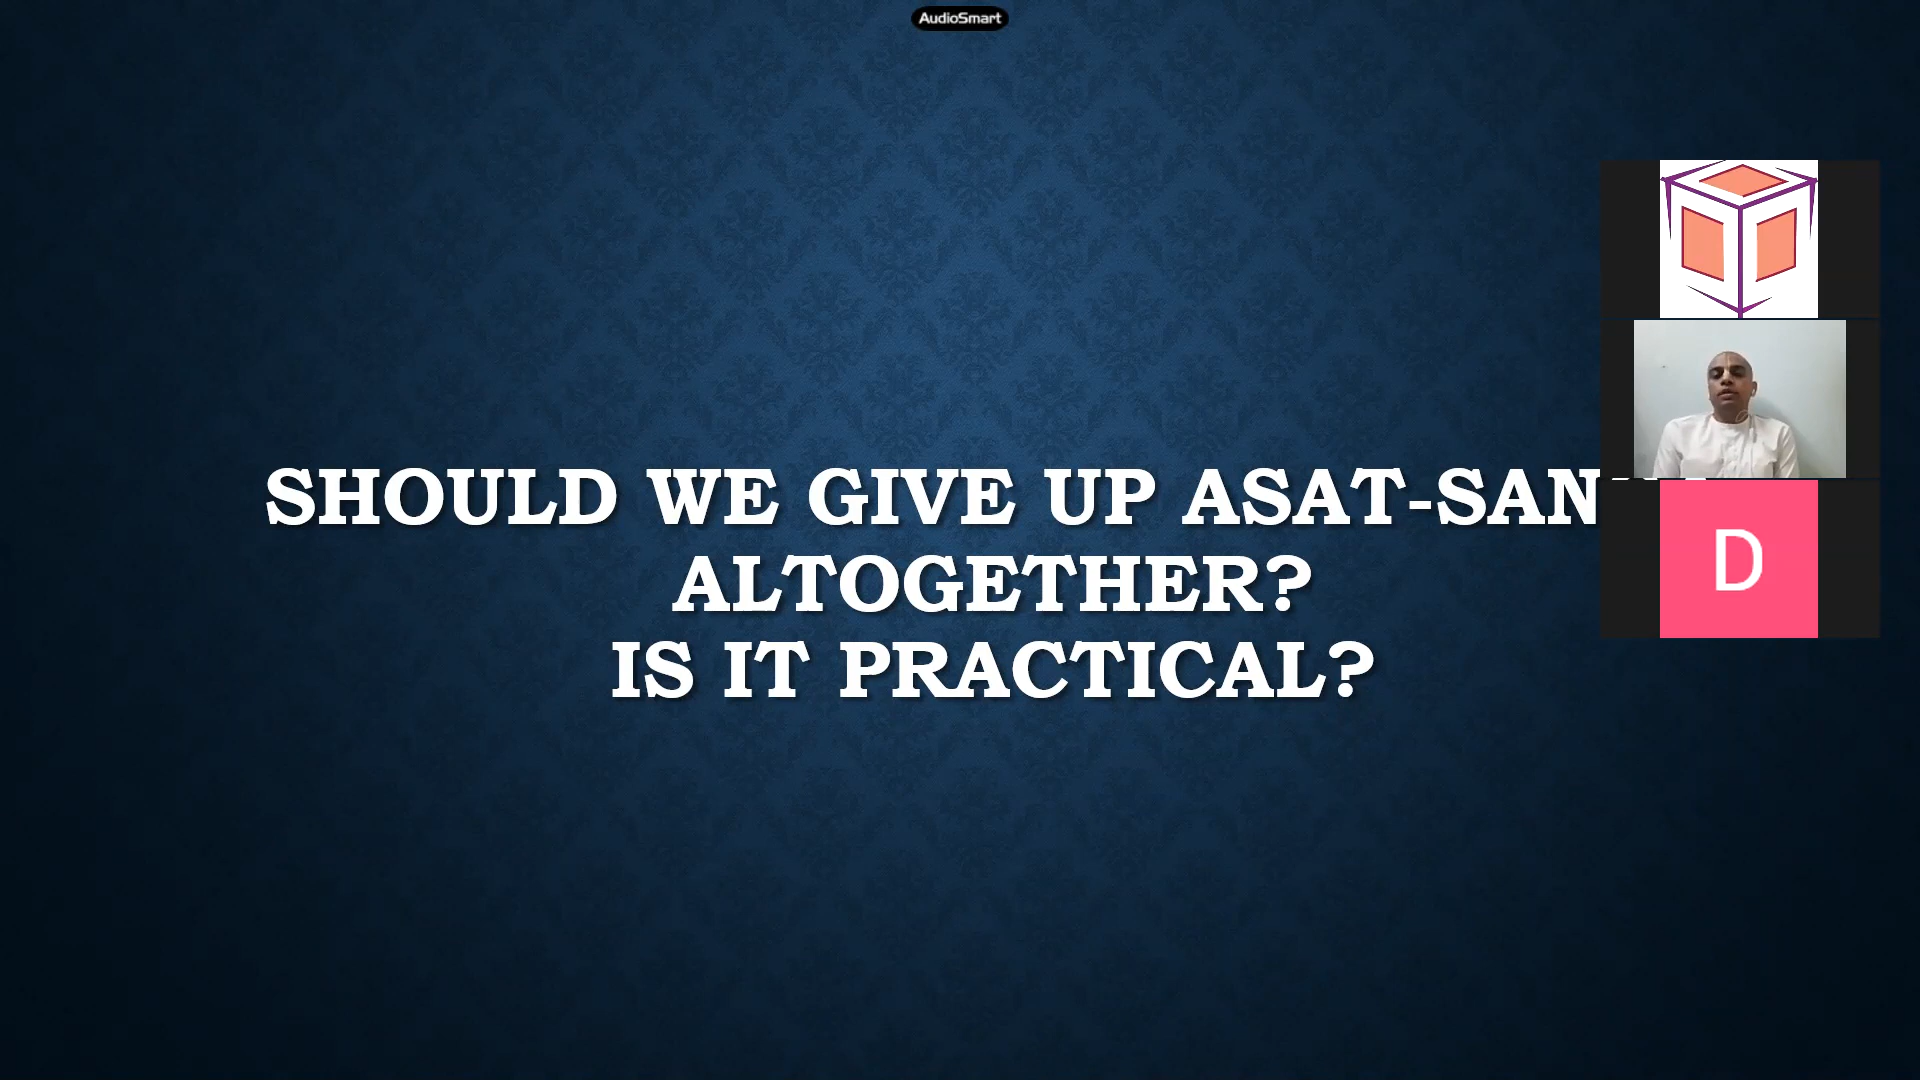 AudioSmart
SHOULD WE GIVE UP ASAT-SAN
ALTOGETHER?
IS IT PRACTICAL?
D